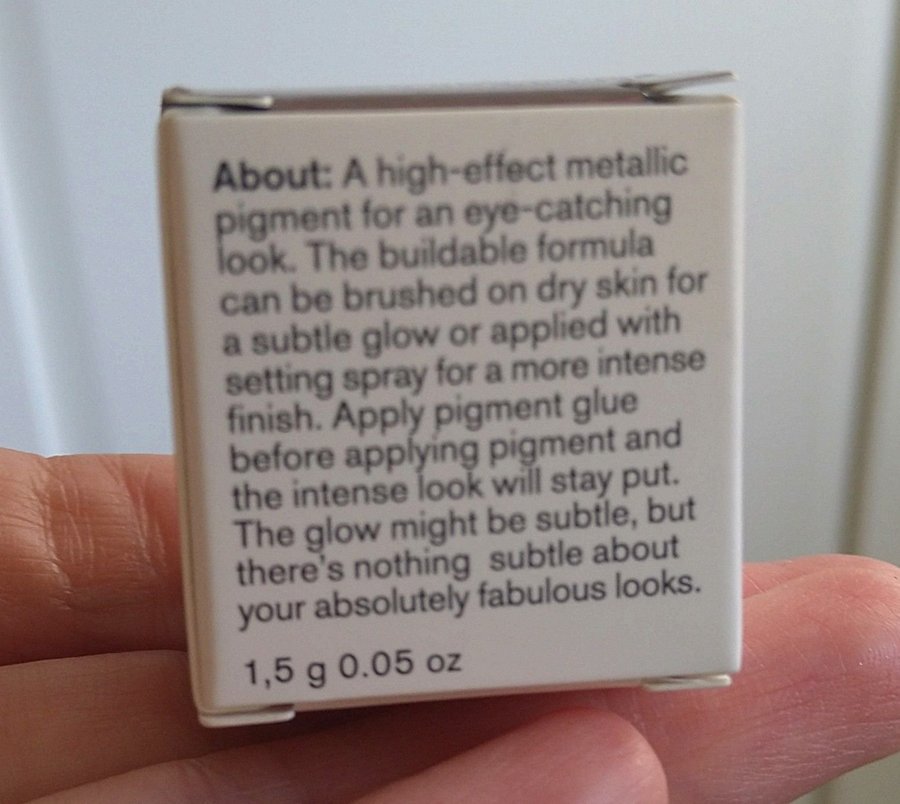 About: A high-effect metallic
pigment for an eye-catching
look. The buildable formula
can be brushed on dry skin for
a subtle glow or applied with
setting spray for a more intense
finish. Apply pigment glue
before applying pigment and
the intense look will stay put.
The glow might be subtle, but
there's nothing  subtle about
your absolutely fabulous looks.
1,5 g 0.05 oz